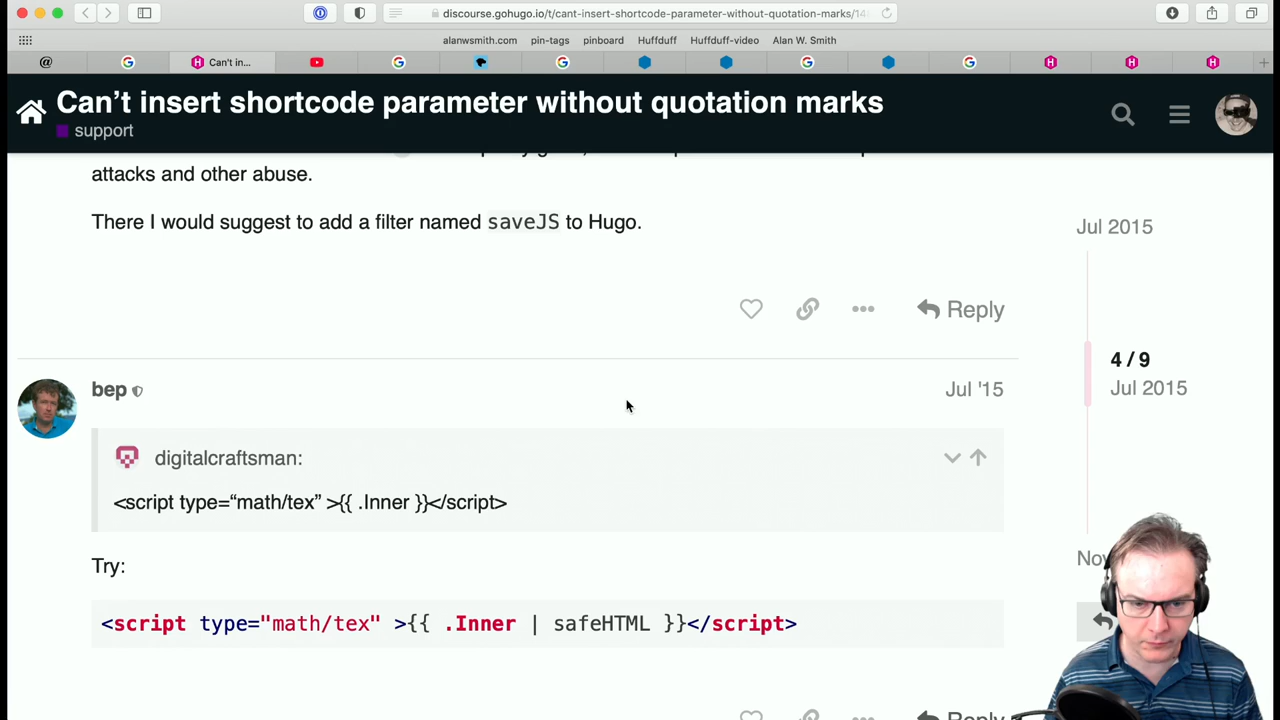 discourse.gohugo.io/t/cant-insert-shortcode-parameter-without-quotation-marks/14
alanwsmith.com pin-tags pinboard Huffduff Huffduff-video Alan W. Smith
@ Can't in...
Can’t insert shortcode parameter without quotation marks
support
attacks and other abuse.
There I would suggest to add a filter named saveJS to Hugo.
Jul 2015
Reply
4 / 9
Jul 2015
bep
Jul '15
digitalcraftsman:
<script type=“math/tex” >{{ .Inner }}</script>
Try:
Nov
<script type="math/tex" >{{ .Inner | safeHTML }}</script>
Reply